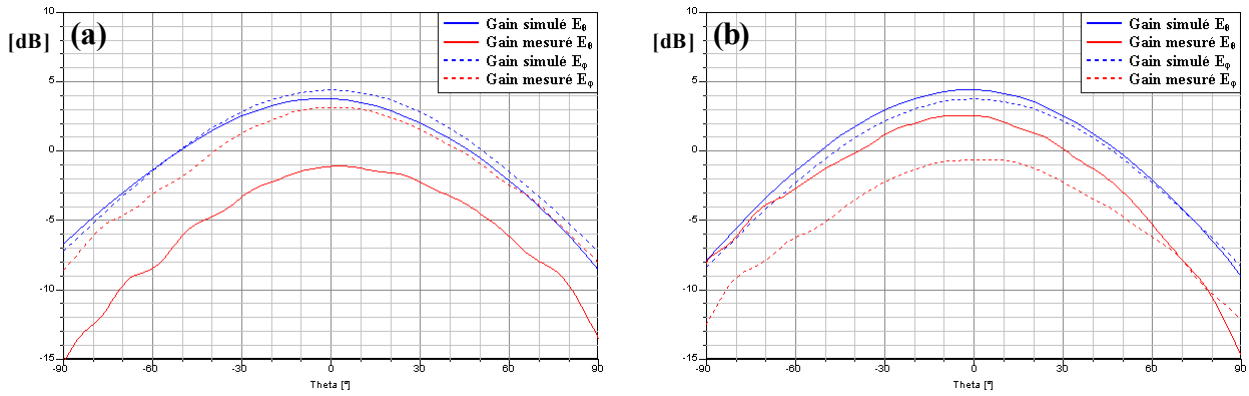 (a)
[dB]
10
5
0
-5
-10
-15
-90
-60
-30
0
30
60
90
Theta [°]
Gain simulé Eθ
Gain mesuré Eθ
Gain simulé Eφ
Gain mesuré Eφ
(b)
[dB]
10
5
0
-5
-10
-15
-90
-60
-30
0
30
60
90
Theta [°]
Gain simulé Eθ
Gain mesuré Eθ
Gain simulé Eφ
Gain mesuré Eφ